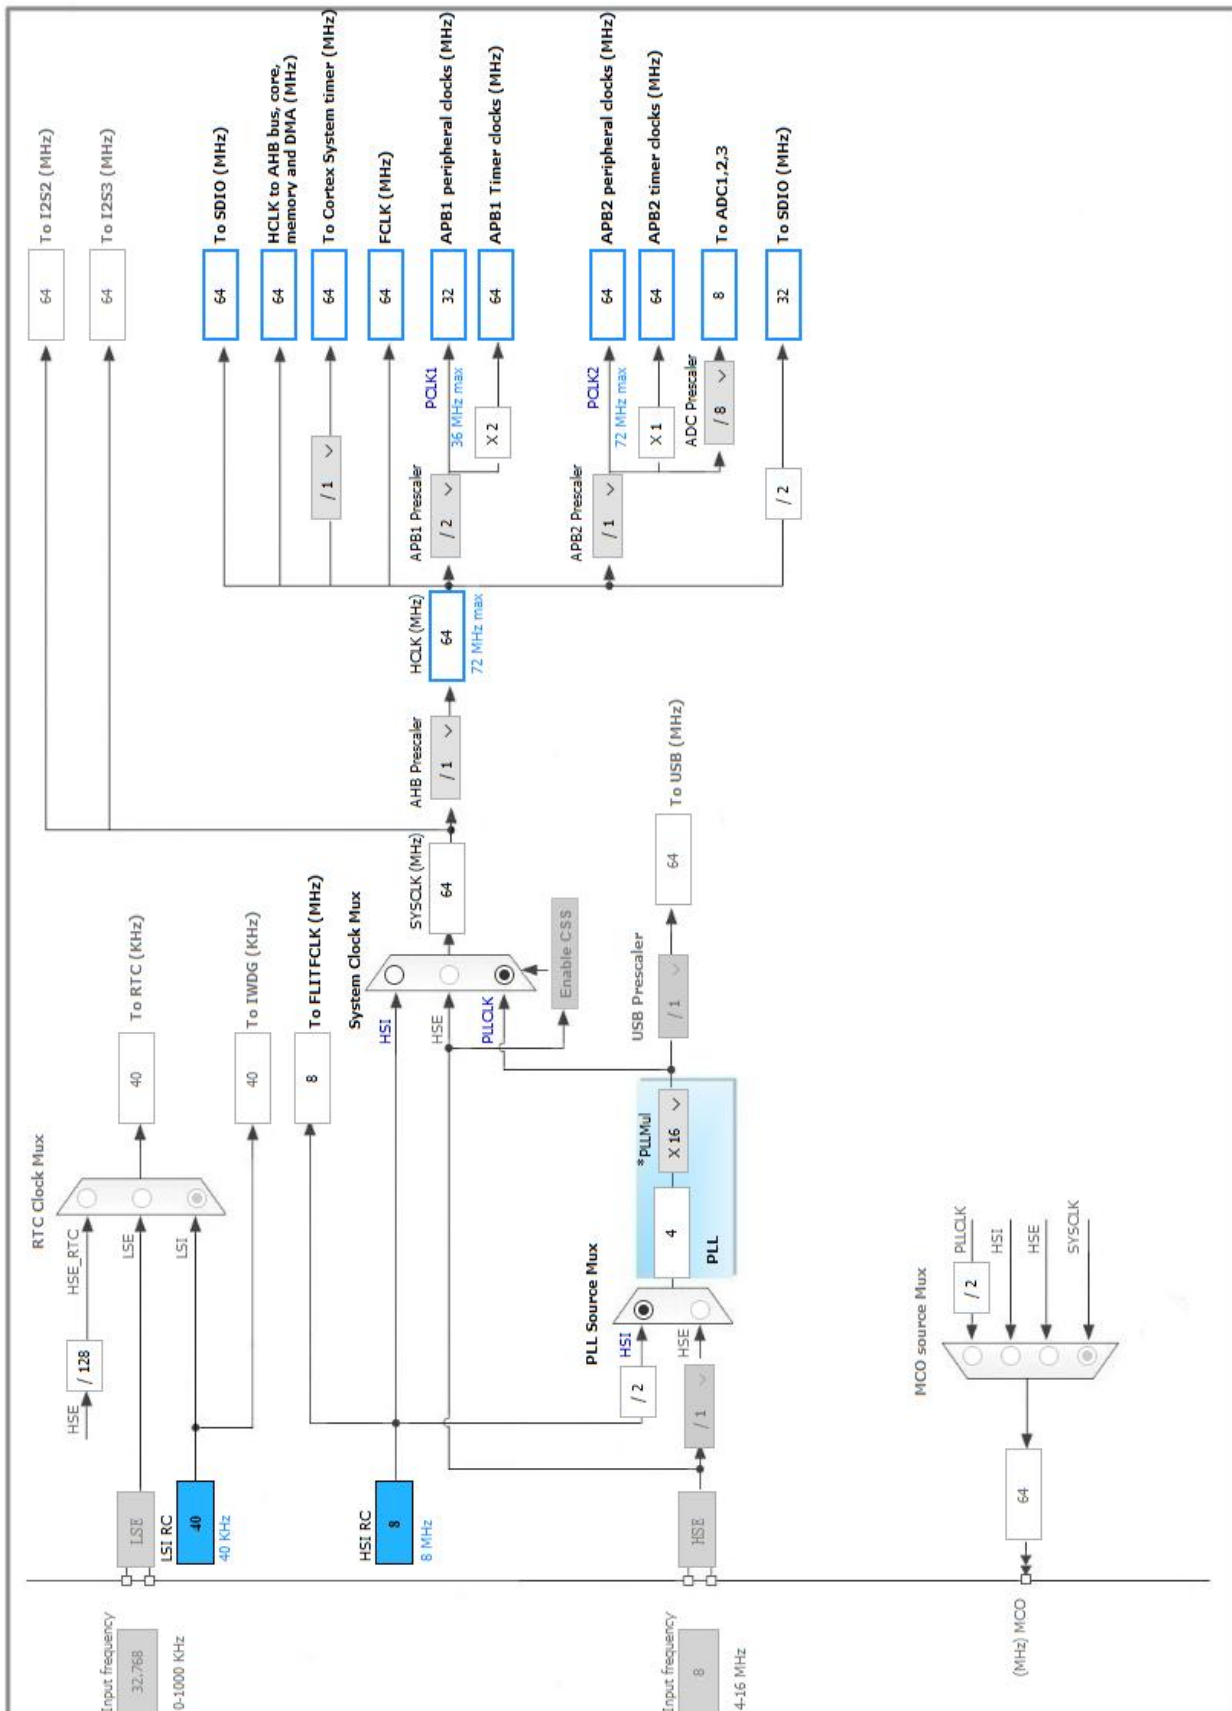 Input frequency
32.768
0-1000 KHz
LSE
LSI RC
40
40 KHz
HSE
/ 128
HSE_RTC
LSE
LSI
RTC Clock Mux
40
To RTC (KHz)
40
To IWDG (KHz)
8
To FLITFCLK (MHz)
HSI RC
8
8 MHz
System Clock Mux
HSI
HSE
PLLCLK
Enable CSS
SYSCLK (MHz)
64
AHB Prescaler
/ 1
HCLK (MHz)
64
72 MHz max
64
To I2S2 (MHz)
64
To I2S3 (MHz)
64
To SDIO (MHz)
64
HCLK to AHB bus, core,
memory and DMA (MHz)
/ 1
64
To Cortex System timer (MHz)
64
FCLK (MHz)
APB1 Prescaler
/ 2
PCLK1
36 MHz max
32
APB1 peripheral clocks (MHz)
X 2
64
APB1 Timer clocks (MHz)
APB2 Prescaler
/ 1
PCLK2
72 MHz max
64
APB2 peripheral clocks (MHz)
X 1
64
APB2 timer clocks (MHz)
ADC Prescaler
/ 8
8
To ADC1,2,3
/ 2
32
To SDIO (MHz)
Input frequency
8
4-16 MHz
HSE
/ 1
/ 2
PLL Source Mux
HSI
HSE
4
*PLLMul
X 16
PLL
USB Prescaler
/ 1
64
To USB (MHz)
MCO source Mux
/ 2
PLLCLK
HSI
HSE
SYSCLK
64
(MHz) MCO